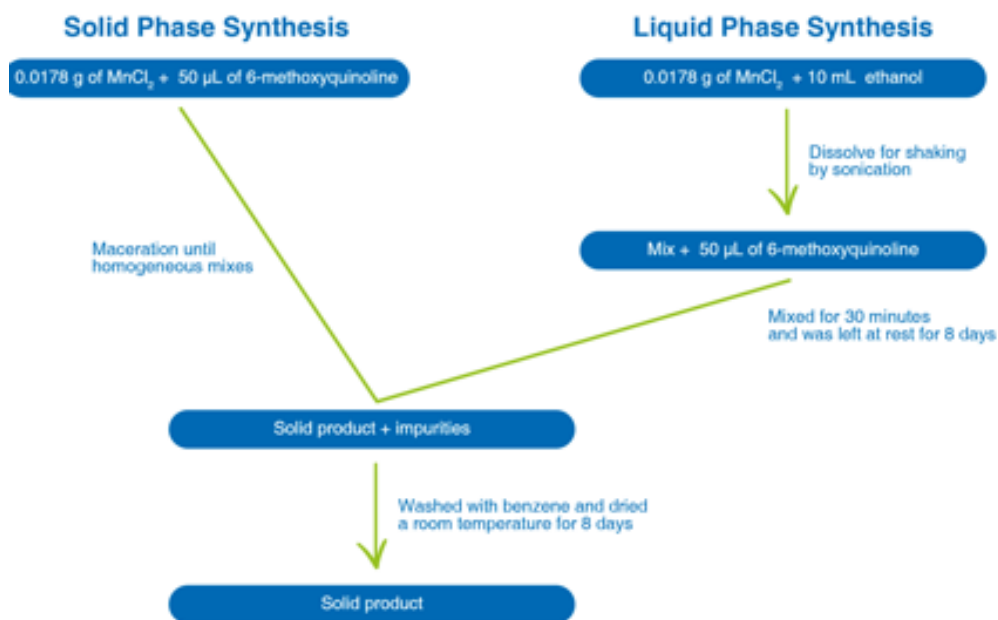 Solid Phase Synthesis
Liquid Phase Synthesis
0.0178 g of MnCl2 + 50 µL of 6-methoxyquinoline
0.0178 g of MnCl2 + 10 mL ethanol
Dissolve for shaking
by sonication
Maceration until
homogeneous mixes
Mix + 50 µL of 6-methoxyquinoline
Mixed for 30 minutes
and was left at rest for 8 days
Solid product + impurities
Washed with benzene and dried
a room temperature for 8 days
Solid product